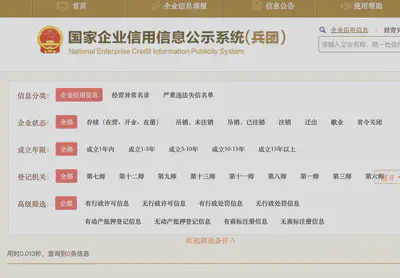 首页 企业信息填报 信息公告 使用帮助
国家企业信用信息公示系统(兵团)
National Enterprise Credit Information Publicity System
企业信用信息 经营异
请输入企业名称、统一社会
信息分类: 企业信用信息 经营异常名录 严重违法失信名单
企业状态: 全部 存续(在营、开业、在册) 吊销、未注销 吊销、已注销 注销 迁出 歇业 责令关闭
成立年限: 全部 成立1年内 成立1-5年 成立5-10年 成立10-15年 成立15年以上
登记机关: 全部 第七师 第十二师 第九师 第十三师 第十一师 第八师 第一师 第三师 第六师 展开
高级筛选: 全部 有行政许可信息 无行政许可信息 有行政处罚信息 无行政处罚信息
有动产抵押登记信息 无动产抵押登记信息 有商标注册信息 无商标注册信息
收起筛选条件
用时0.013秒、查询到0条信息